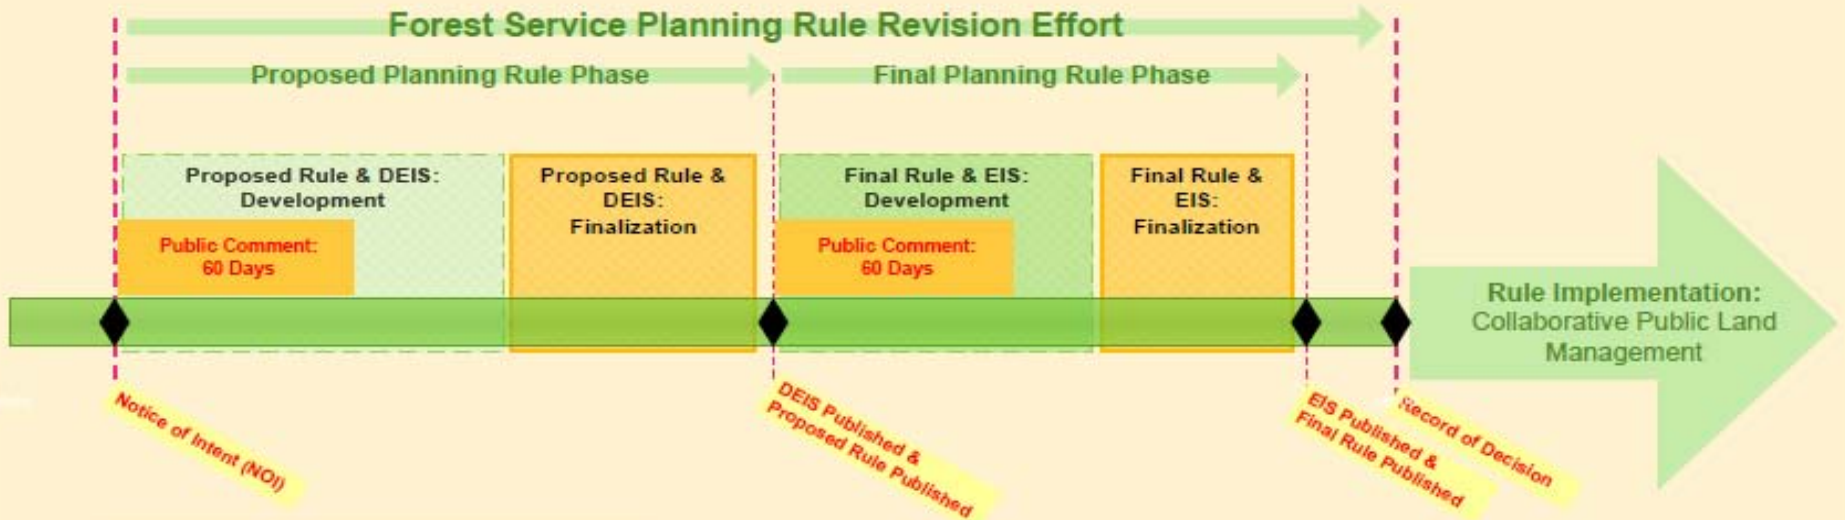 Forest Service Planning Rule Revision Effort
Proposed Planning Rule Phase
Final Planning Rule Phase
Proposed Rule & DEIS:
Development
Public Comment:
60 Days
Proposed Rule &
DEIS:
Finalization
Final Rule & EIS:
Development
Public Comment:
60 Days
Final Rule &
EIS:
Finalization
Rule Implementation:
Collaborative Public Land
Management
Notice of Intent (NOI)
DEIS Published &
Proposed Rule Published
EIS Published &
Final Rule Published
Record of Decision